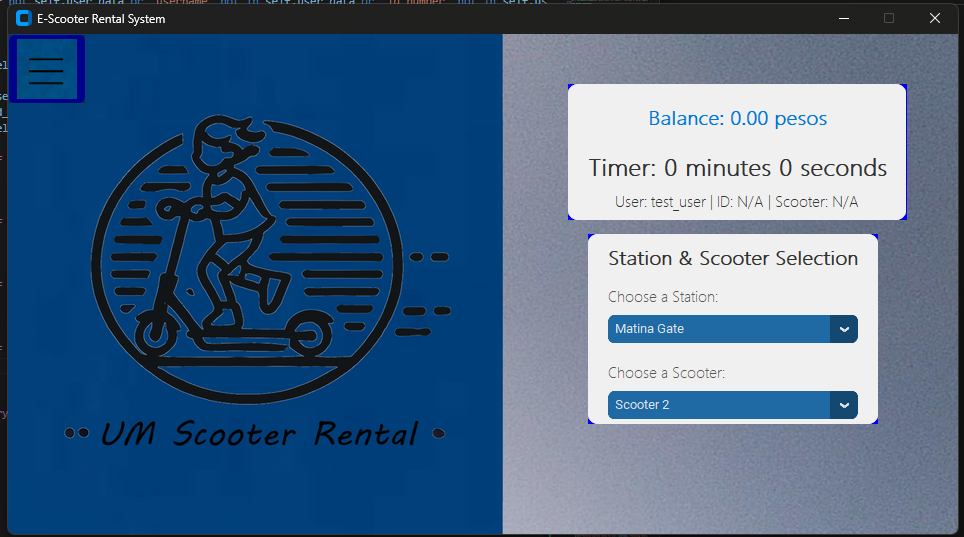 E-Scooter Rental System
UM Scooter Rental
Balance: 0.00 pesos
Timer: 0 minutes 0 seconds
User: test_user | ID: N/A | Scooter: N/A
Station & Scooter Selection
Choose a Station:
Matina Gate
Choose a Scooter:
Scooter 2